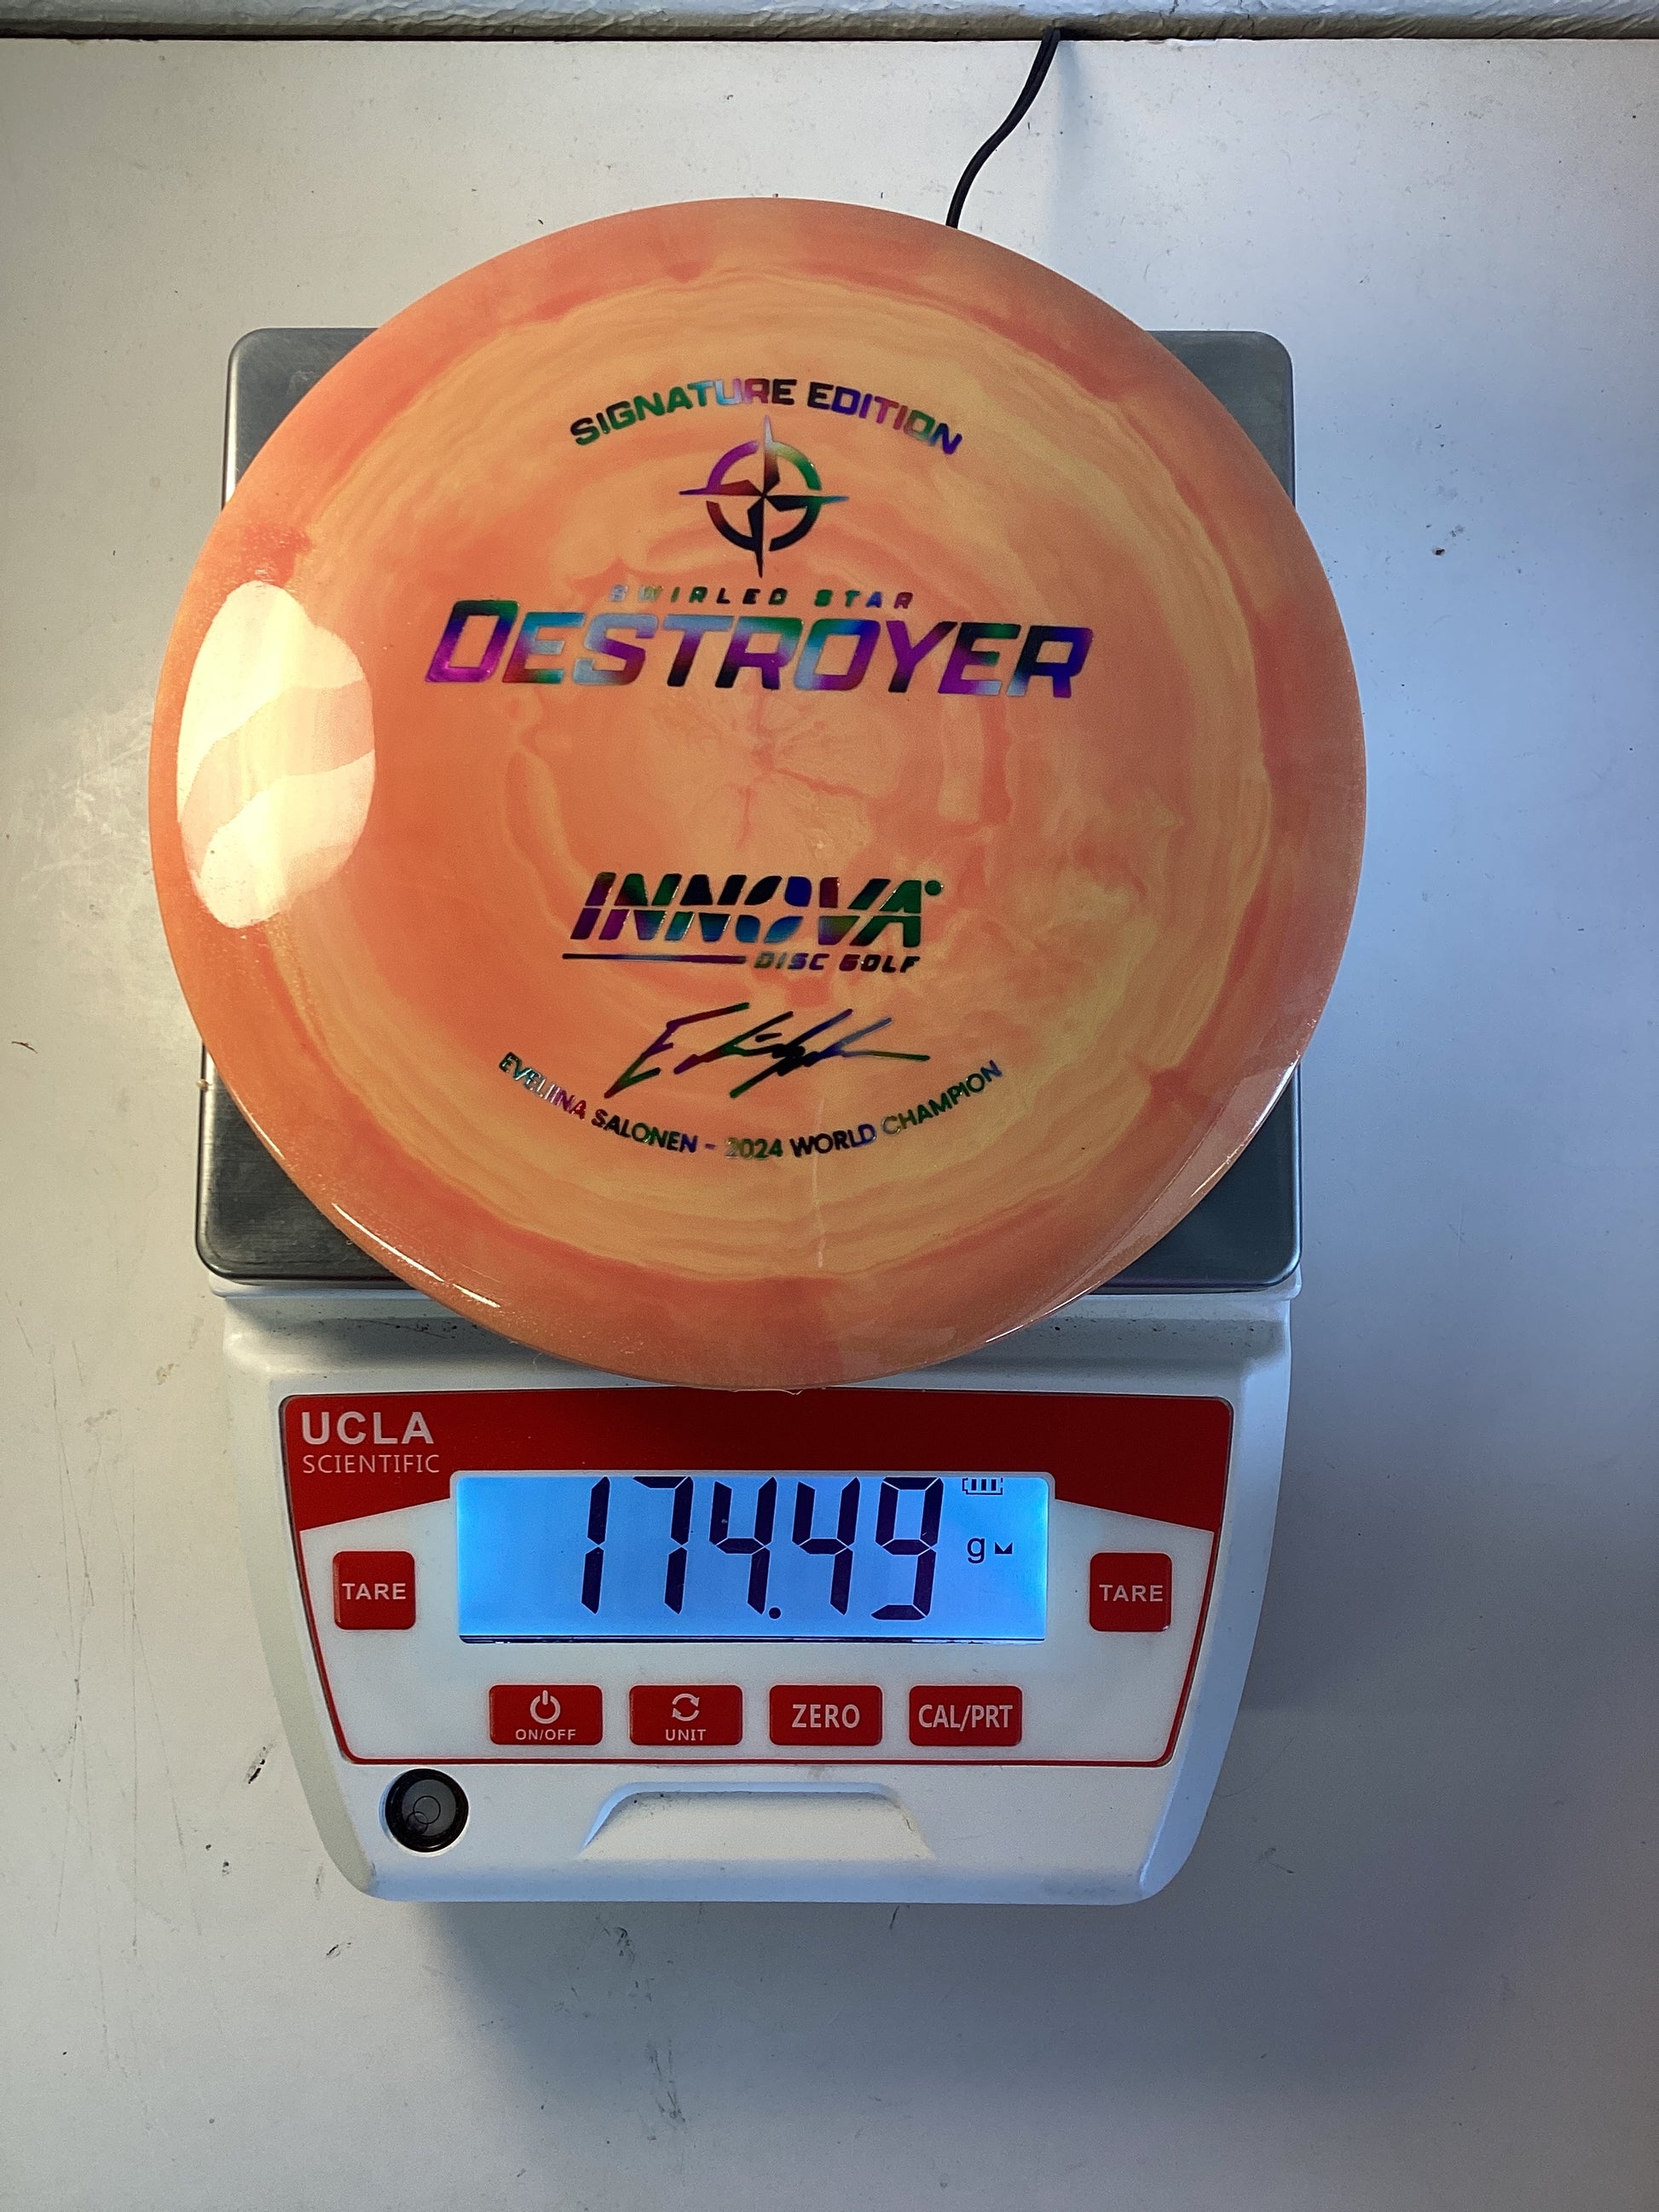 SIGNATURE EDITION
SWIRLED STAR
DESTROYER
INNOVA
DISC GOLF
EVELIINA SALONEN - 2024 WORLD CHAMPION
UCLA
SCIENTIFIC
174.49 g
TARE
TARE
ON/OFF
UNIT
ZERO
CAL/PRT